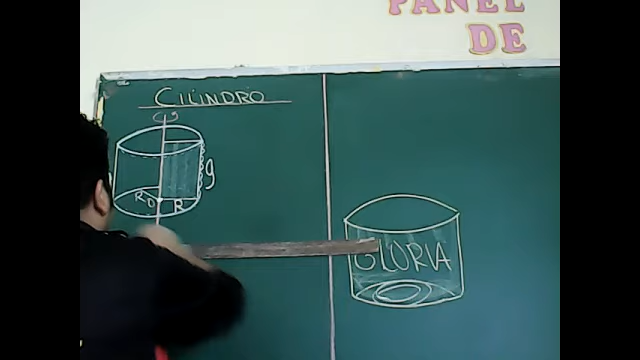 PANEL
DE
CILINDRO
g
R O R
GLORIA